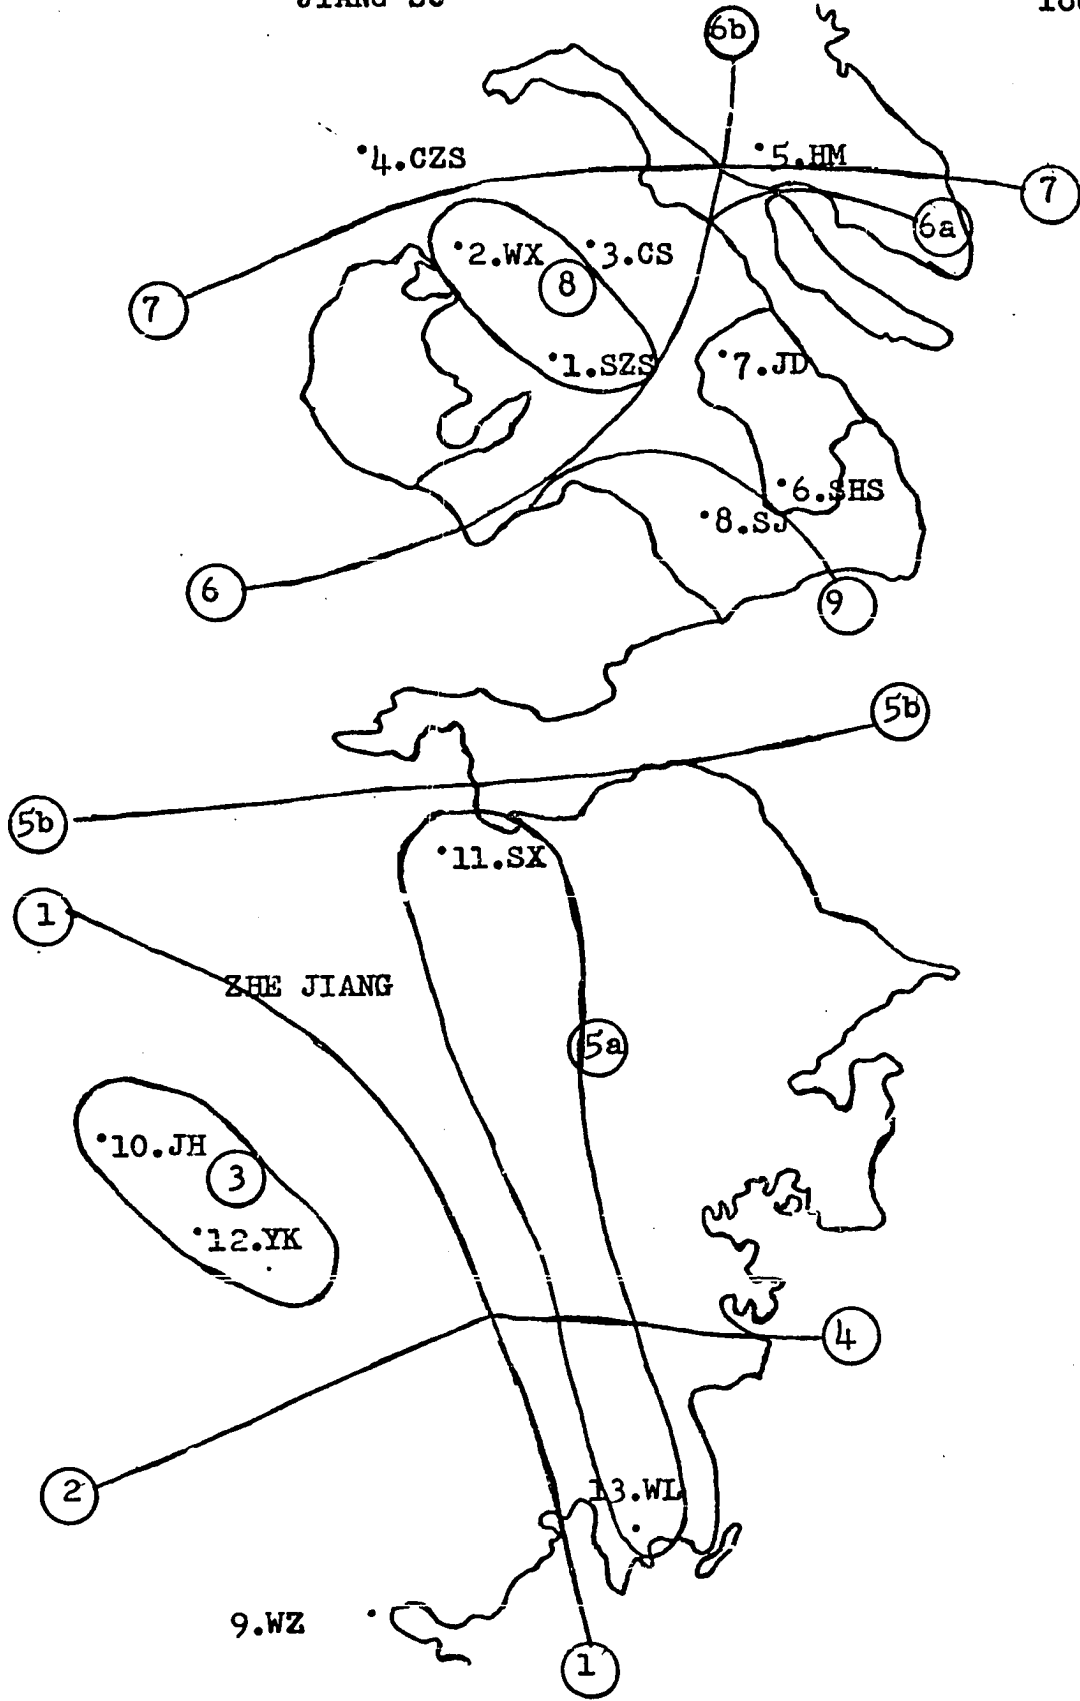 6b
4.CZS
5.HM
7
6a
2.WX
3.CS
8
7
1.SZS
7.JD
6.SHS
8.SJ
6
9
5b
5b
11.SX
1
ZHE JIANG
5a
10.JH
3
12.YK
4
2
13.WL
9.WZ
1